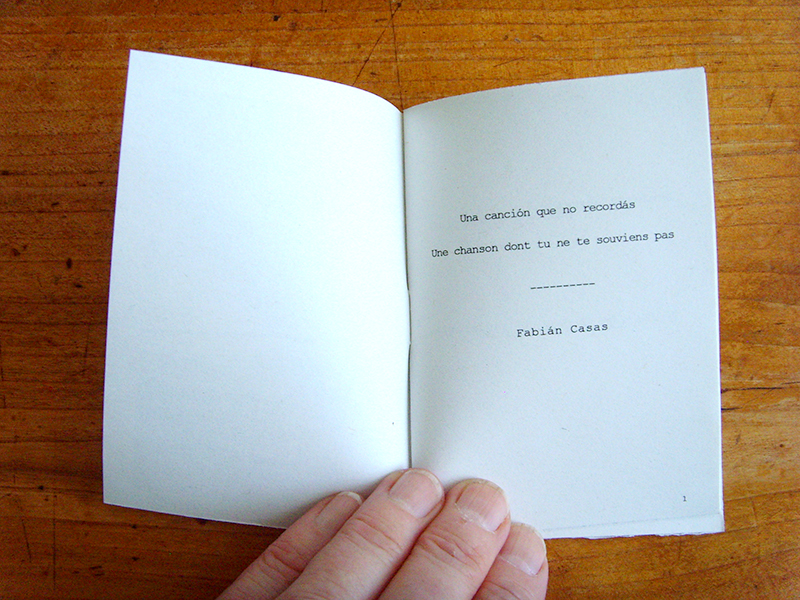 Una canción que no recordás
Une chanson dont tu ne te souviens pas
----------
Fabián Casas
1